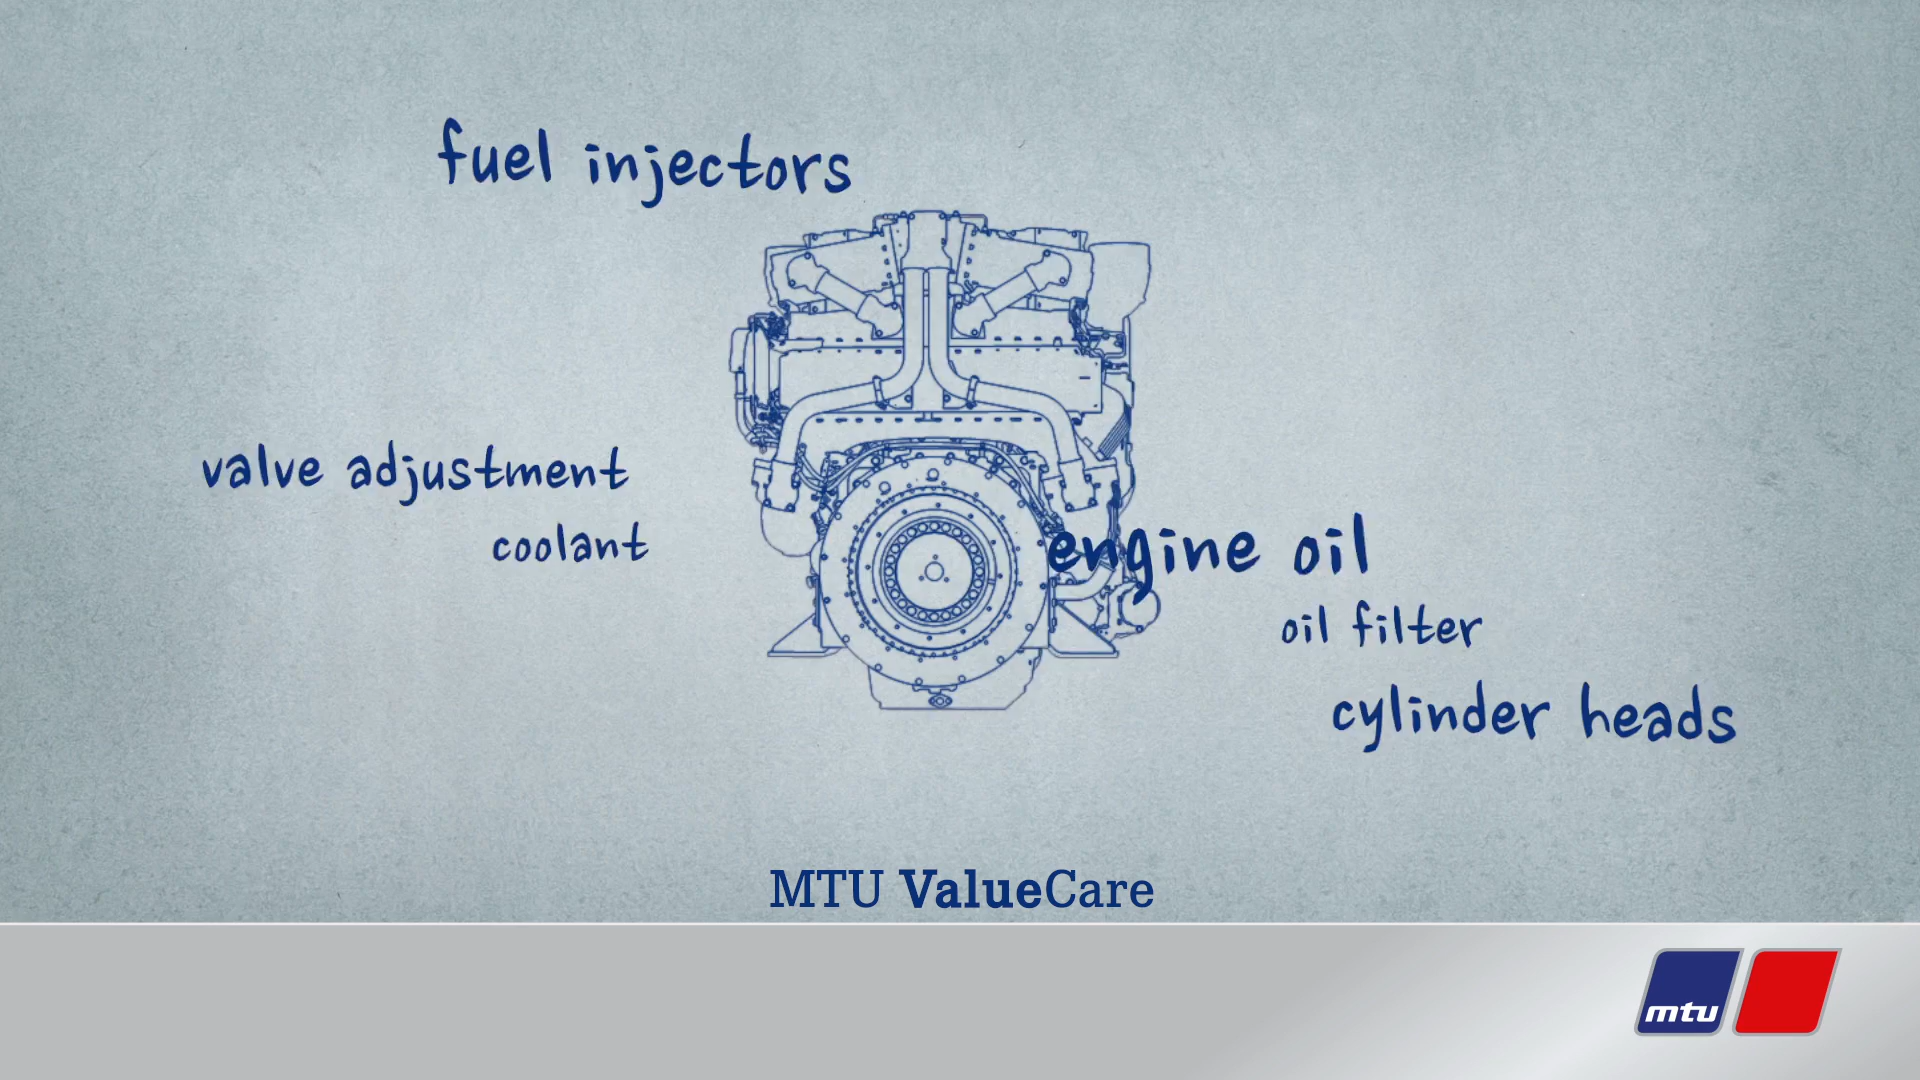 fuel injectors
valve adjustment
coolant
engine oil
oil filter
cylinder heads
MTU ValueCare
mtu